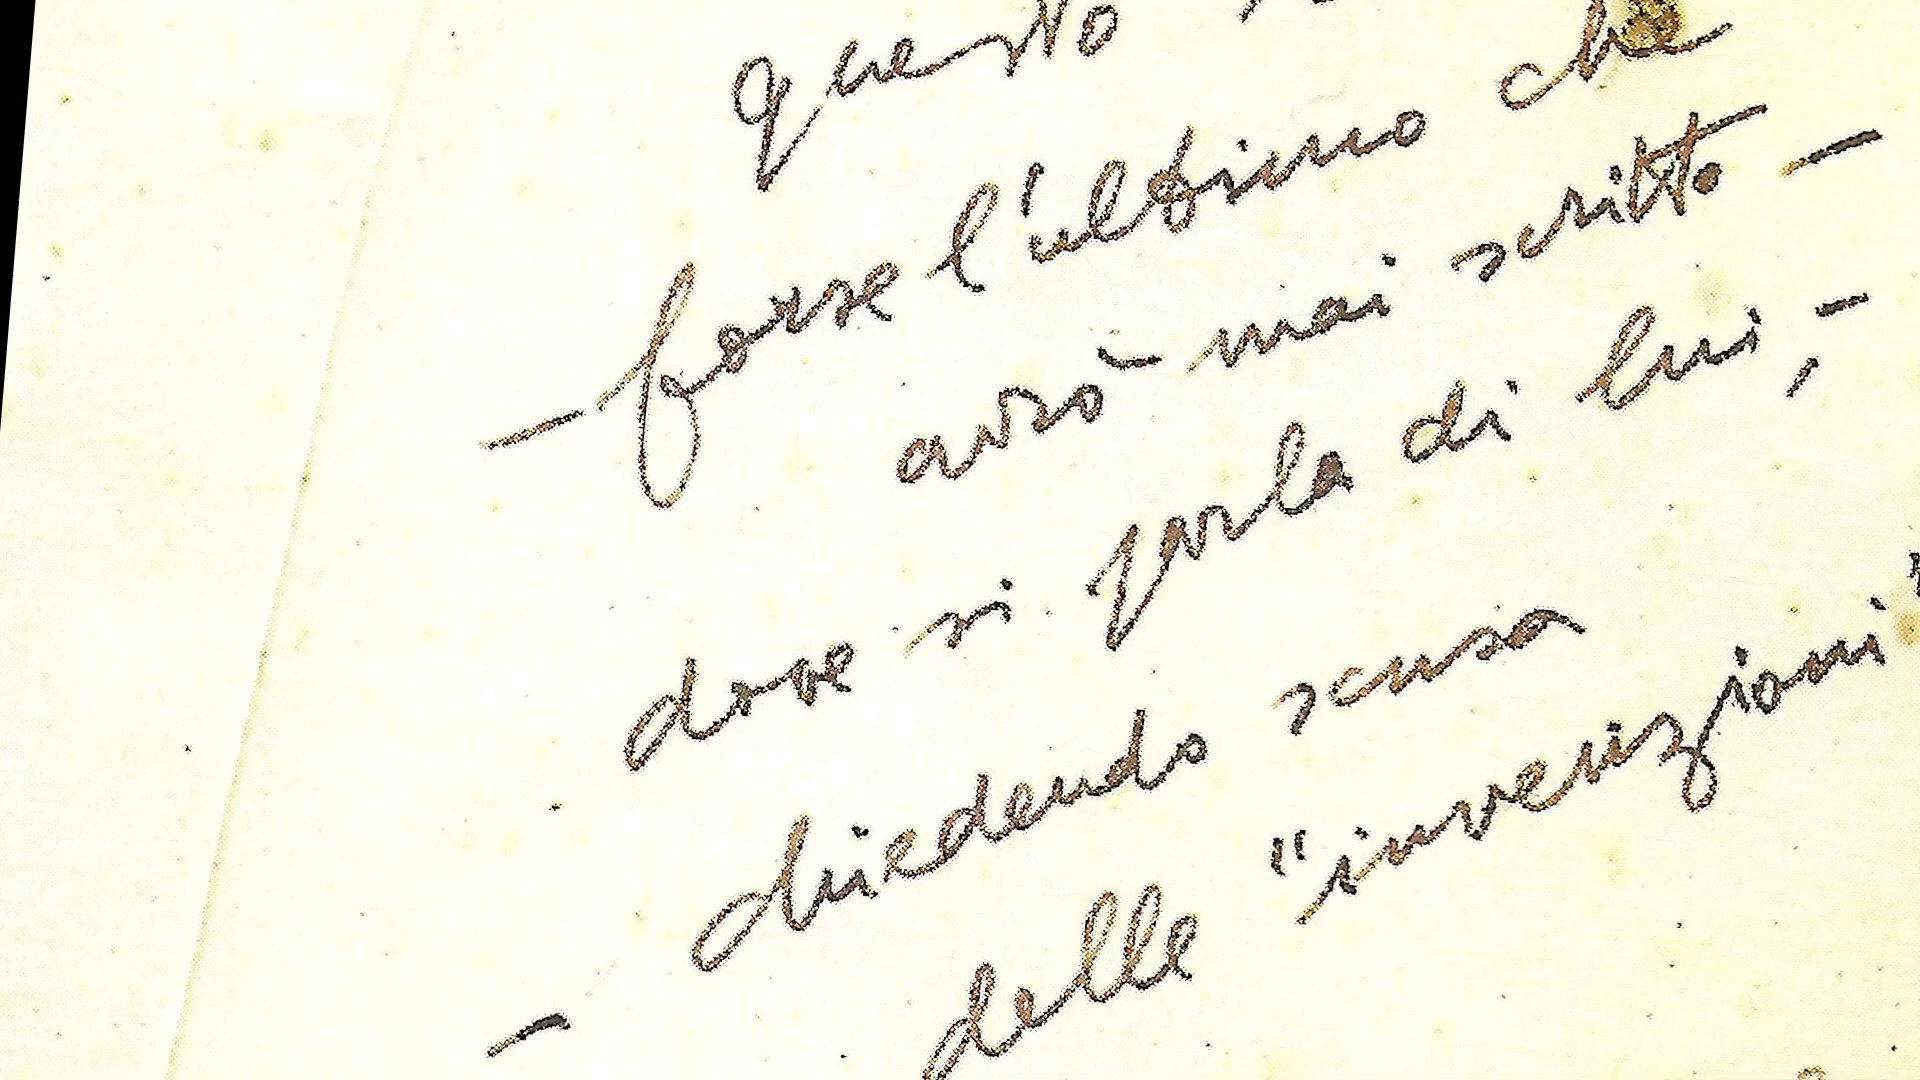 questo
— forse l'ultimo che
avrò mai scritto —
dove si parla di lui, —
chiedendo scusa
— delle "invenzioni"